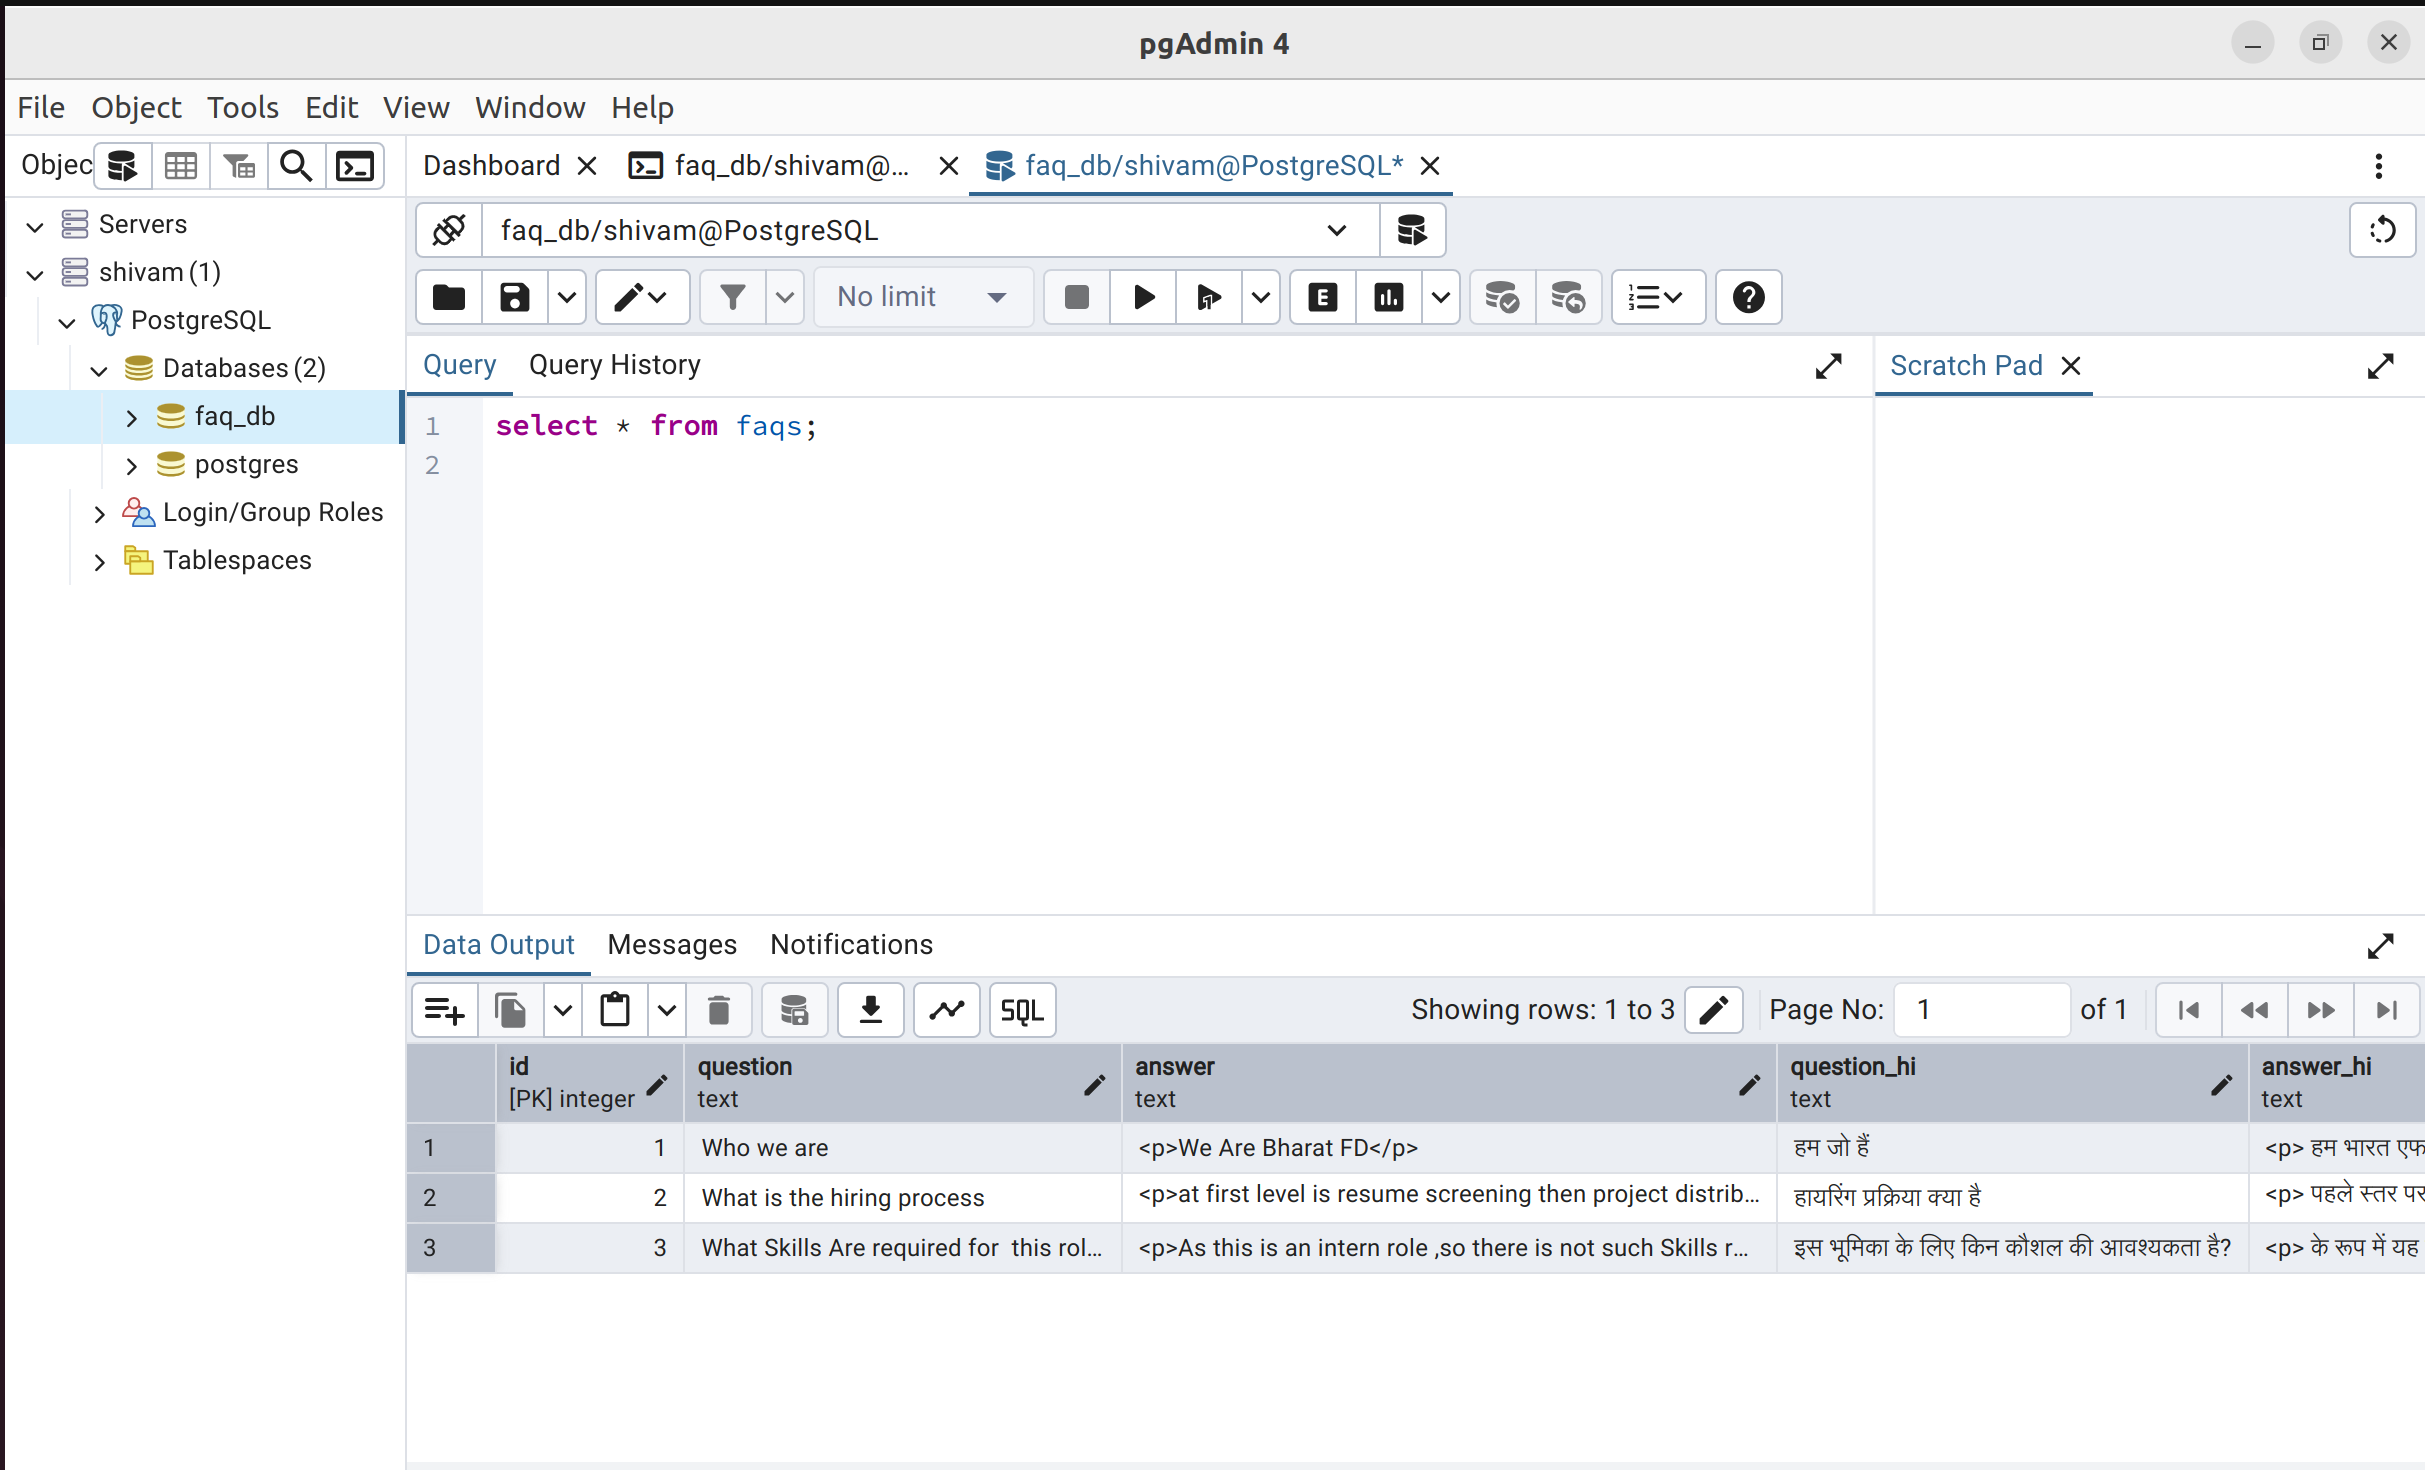 pgAdmin 4
File Object Tools Edit View Window Help
Objec
Dashboard faq_db/shivam@... faq_db/shivam@PostgreSQL*
Servers
shivam (1)
PostgreSQL
Databases (2)
faq_db
postgres
Login/Group Roles
Tablespaces
faq_db/shivam@PostgreSQL
No limit
Query Query History
Scratch Pad
1 select * from faqs;
2
Data Output Messages Notifications
SQL Showing rows: 1 to 3 Page No: 1 of 1
id question answer question_hi answer_hi
[PK] integer text text text text
1 1 Who we are <p>We Are Bharat FD</p> हम जो हैं <p> हम भारत एफ
2 2 What is the hiring process <p>at first level is resume screening then project distrib... हायरिंग प्रक्रिया क्या है <p> पहले स्तर पर
3 3 What Skills Are required for  this rol... <p>As this is an intern role ,so there is not such Skills r... इस भूमिका के लिए किन कौशल की आवश्यकता है? <p> के रूप में यह